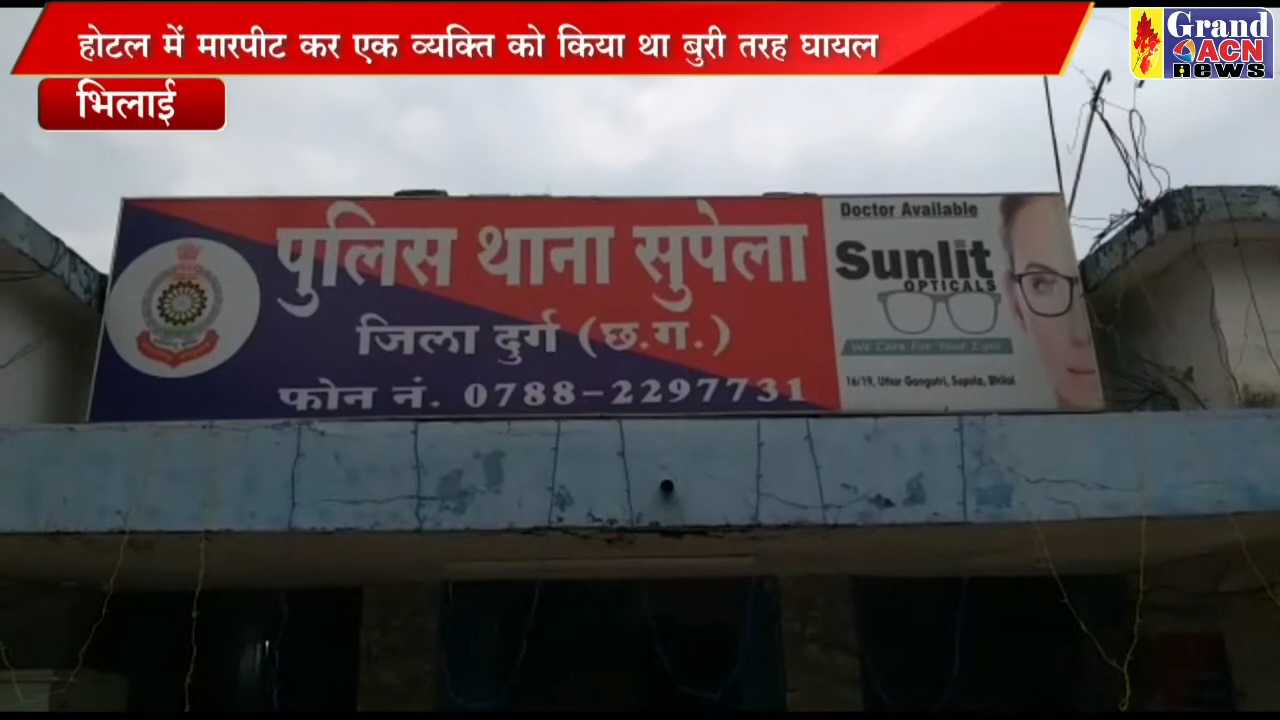 होटल में मारपीट कर एक व्यक्ति को किया था बुरी तरह घायल
भिलाई
Grand
ACN
news
पुलिस थाना सुपेला
जिला दुर्ग (छ.ग.)
फोन नं. 0788-2297731
Doctor Available
Sunlit
OPTICALS
We Care For Your Eyes
16/19, Uttar Gangotri, Supela, Bhilai